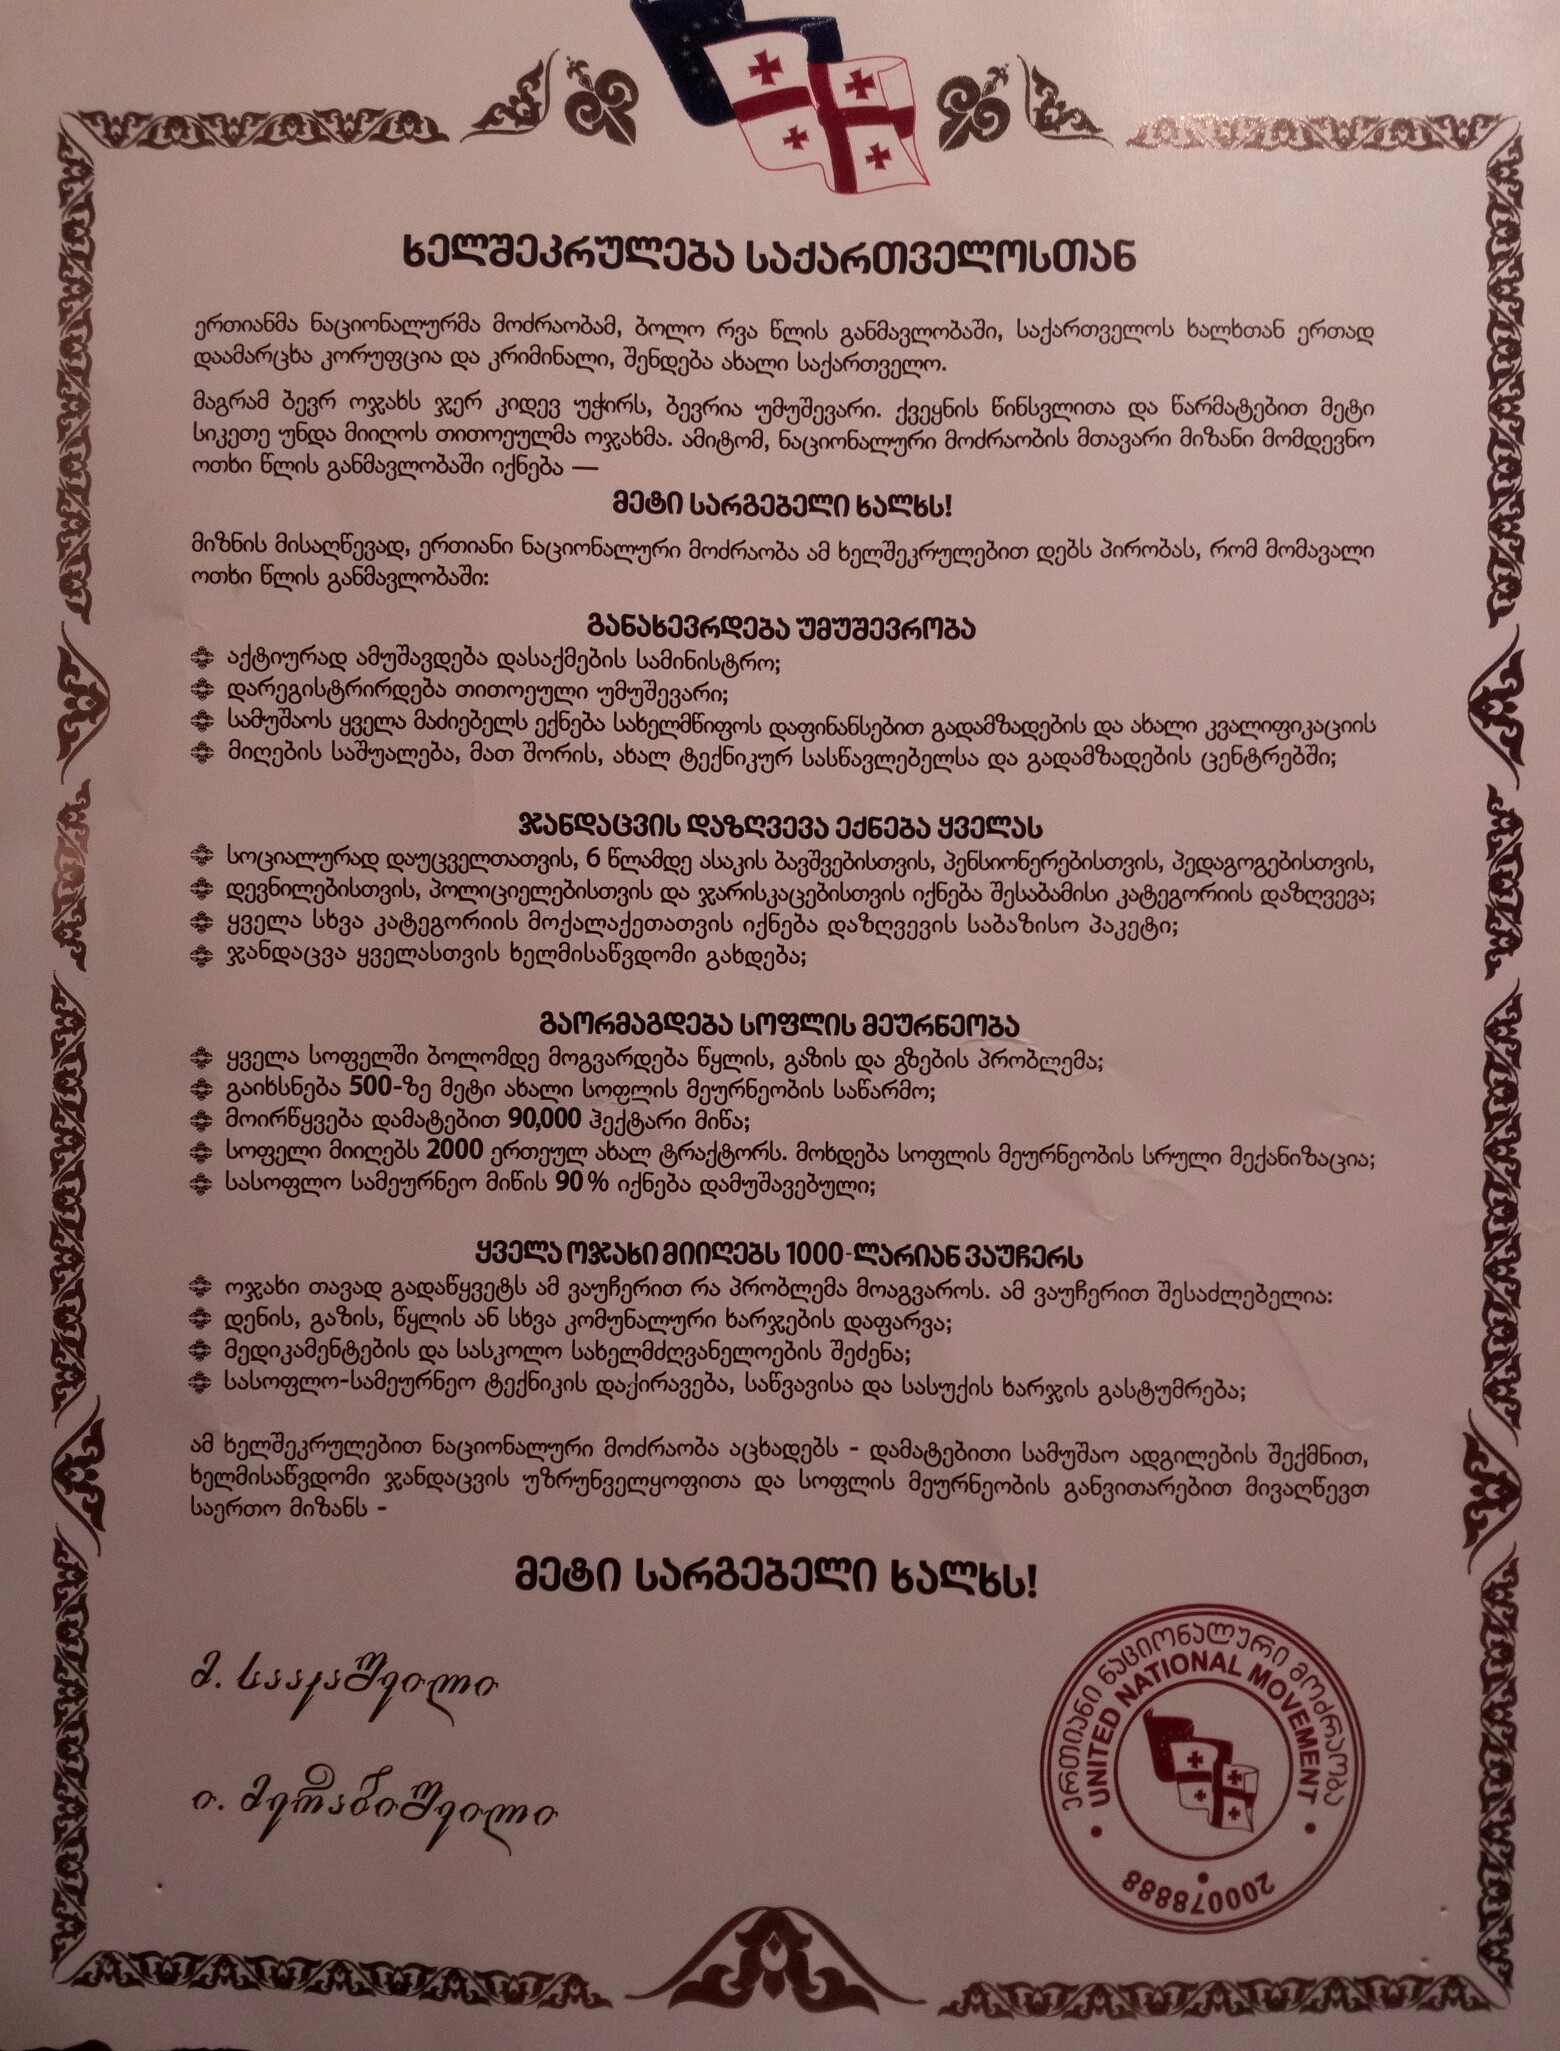 ხელშეკრულება საქართველოსთან
ერთიანმა ნაციონალურმა მოძრაობამ, ბოლო რვა წლის განმავლობაში, საქართველოს ხალხთან ერთად
დაამარცხა კორუფცია და კრიმინალი, შენდება ახალი საქართველო.
მაგრამ ბევრ ოჯახს ჯერ კიდევ უჭირს, ბევრია უმუშევარი. ქვეყნის წინსვლითა და წარმატებით მეტი
სიკეთე უნდა მიიღოს თითოეულმა ოჯახმა. ამიტომ, ნაციონალური მოძრაობის მთავარი მიზანი მომდევნო
ოთხი წლის განმავლობაში იქნება —
მეტი სარგებელი ხალხს!
მიზნის მისაღწევად, ერთიანი ნაციონალური მოძრაობა ამ ხელშეკრულებით დებს პირობას, რომ მომავალი
ოთხი წლის განმავლობაში:
განახევრდება უმუშევრობა
აქტიურად ამუშავდება დასაქმების სამინისტრო;
დარეგისტრირდება თითოეული უმუშევარი;
სამუშაოს ყველა მაძიებელს ექნება სახელმწიფოს დაფინანსებით გადამზადების და ახალი კვალიფიკაციის
მიღების საშუალება, მათ შორის, ახალ ტექნიკურ სასწავლებელსა და გადამზადების ცენტრებში;
ჯანდაცვის დაზღვევა ექნება ყველას
სოციალურად დაუცველთათვის, 6 წლამდე ასაკის ბავშვებისთვის, პენსიონერებისთვის, პედაგოგებისთვის,
დევნილებისთვის, პოლიციელებისთვის და ჯარისკაცებისთვის იქნება შესაბამისი კატეგორიის დაზღვევა;
ყველა სხვა კატეგორიის მოქალაქეთათვის იქნება დაზღვევის საბაზისო პაკეტი;
ჯანდაცვა ყველასთვის ხელმისაწვდომი გახდება;
გაორმაგდება სოფლის მეურნეობა
ყველა სოფელში ბოლომდე მოგვარდება წყლის, გაზის და გზების პრობლემა;
გაიხსნება 500-ზე მეტი ახალი სოფლის მეურნეობის საწარმო;
მოირწყვება დამატებით 90,000 ჰექტარი მიწა;
სოფელი მიიღებს 2000 ერთეულ ახალ ტრაქტორს. მოხდება სოფლის მეურნეობის სრული მექანიზაცია;
სასოფლო სამეურნეო მიწის 90% იქნება დამუშავებული;
ყველა ოჯახი მიიღებს 1000-ლარიან ვაუჩერს
ოჯახი თავად გადაწყვეტს ამ ვაუჩერით რა პრობლემა მოაგვაროს. ამ ვაუჩერით შესაძლებელია:
დენის, გაზის, წყლის ან სხვა კომუნალური ხარჯების დაფარვა;
მედიკამენტების და სასკოლო სახელმძღვანელოების შეძენა;
სასოფლო-სამეურნეო ტექნიკის დაქირავება, საწვავისა და სასუქის ხარჯის გასტუმრება;
ამ ხელშეკრულებით ნაციონალური მოძრაობა აცხადებს - დამატებითი სამუშაო ადგილების შექმნით,
ხელმისაწვდომი ჯანდაცვის უზრუნველყოფითა და სოფლის მეურნეობის განვითარებით მივაღწევთ
საერთო მიზანს -
მეტი სარგებელი ხალხს!
მ. სააკაშვილი
ი. მერაბიშვილი
ერთიანი ნაციონალური მოძრაობა
UNITED NATIONAL MOVEMENT
200078888